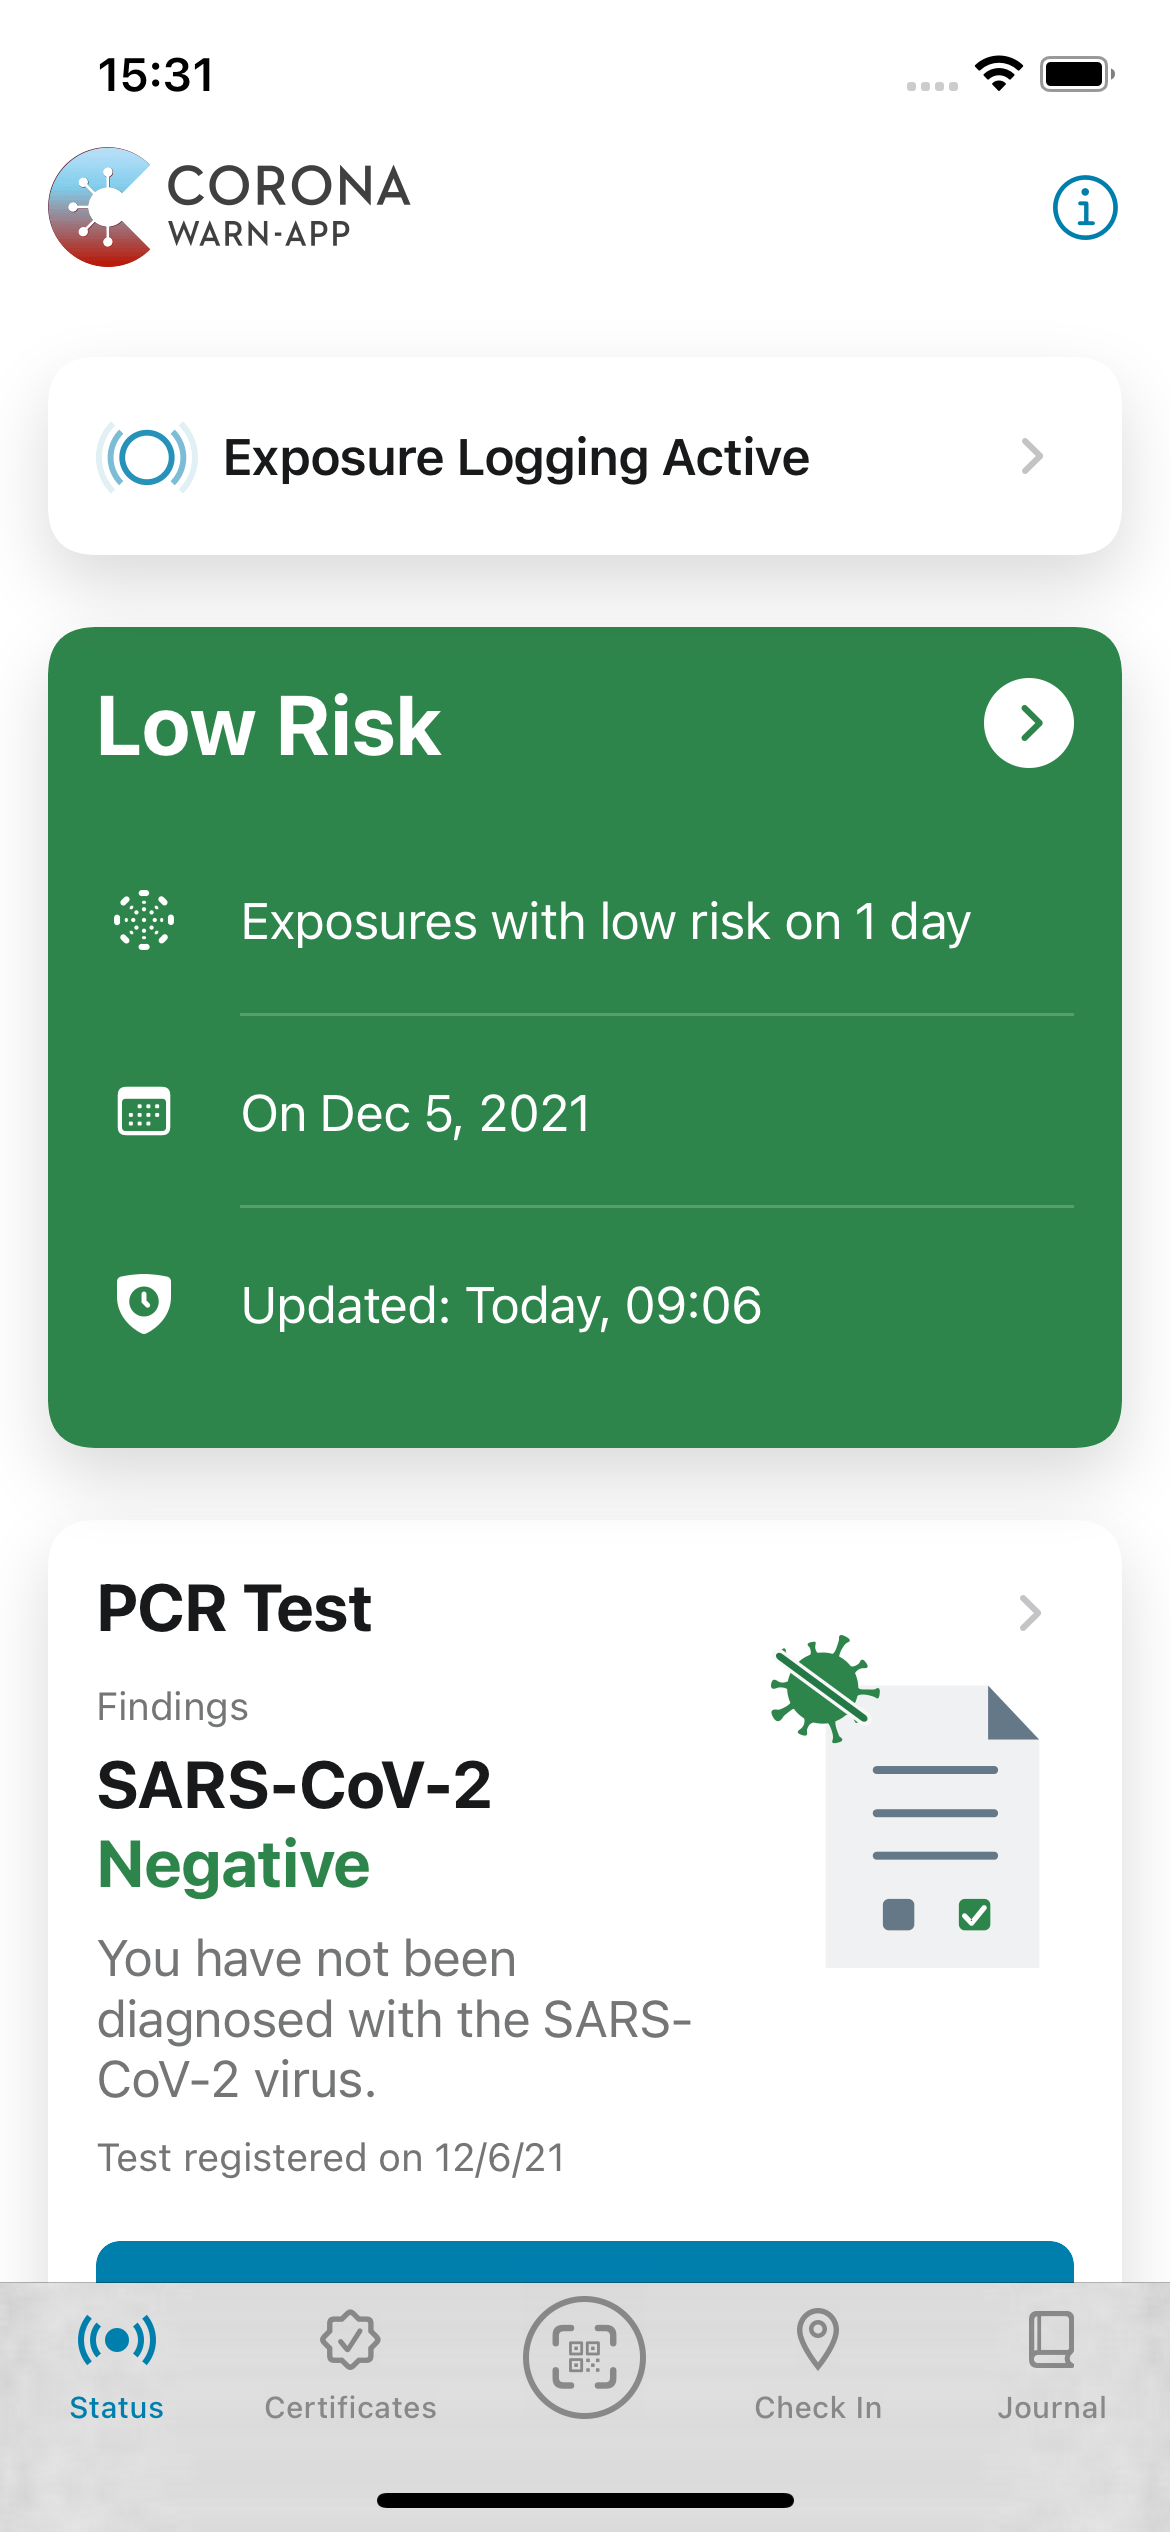 15:31
CORONA
WARN-APP
Exposure Logging Active
Low Risk
Exposures with low risk on 1 day
On Dec 5, 2021
Updated: Today, 09:06
PCR Test
Findings
SARS-CoV-2
Negative
You have not been
diagnosed with the SARS-
CoV-2 virus.
Test registered on 12/6/21
Status
Certificates
Check In
Journal